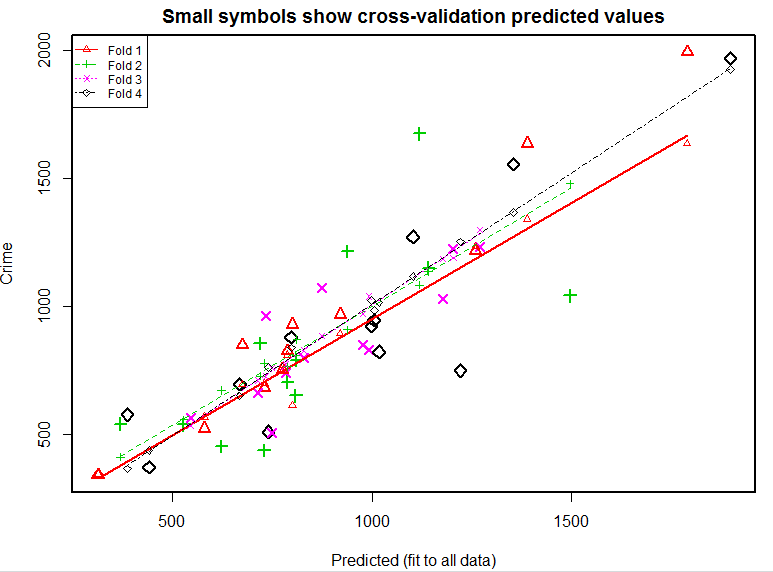 Small symbols show cross-validation predicted values
Fold 1
Fold 2
Fold 3
Fold 4
2000
1500
1000
500
Crime
500 1000 1500
Predicted (fit to all data)